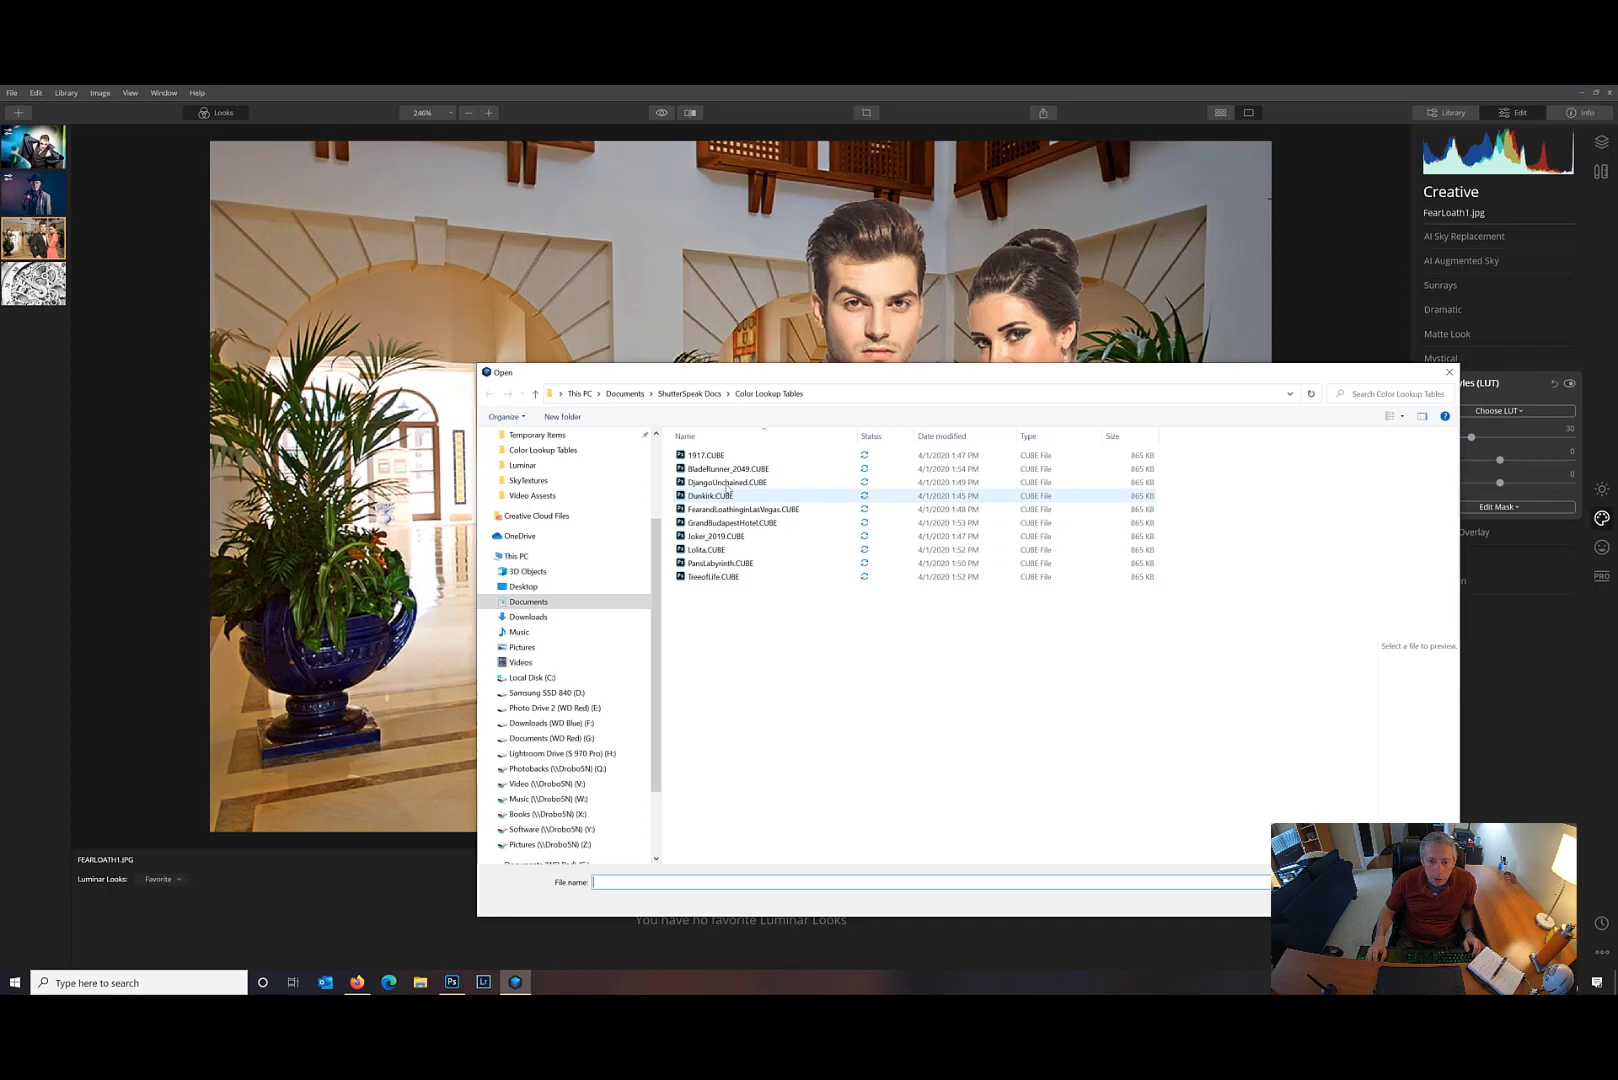 File Edit Library Image View Window Help
Looks 246% Library Edit Info
Creative
FearLoath1.jpg
AI Sky Replacement
AI Augmented Sky
Sunrays
Dramatic
Matte Look
Mystical
yles (LUT)
Choose LUT
30
0
0
Edit Mask
Overlay
PRO
Open
This PC > Documents > ShutterSpeak Docs > Color Lookup Tables
Search Color Lookup Tables
Organize New folder
Temporary Items
Color Lookup Tables
Luminar
SkyTextures
Video Assests
Creative Cloud Files
OneDrive
This PC
3D Objects
Desktop
Documents
Downloads
Music
Pictures
Videos
Local Disk (C:)
Samsung SSD 840 (D:)
Photo Drive 2 (WD Red) (E:)
Downloads (WD Blue) (F:)
Documents (WD Red) (G:)
Lightroom Drive (S 970 Pro) (H:)
Photobacks (\\Drobo5N) (Q:)
Video (\\Drobo5N) (V:)
Music (\\Drobo5N) (W:)
Books (\\Drobo5N) (X:)
Software (\\Drobo5N) (Y:)
Pictures (\\Drobo5N) (Z:)
Name Status Date modified Type Size
1917.CUBE 4/1/2020 1:47 PM CUBE File 865 KB
BladeRunner_2049.CUBE 4/1/2020 1:54 PM CUBE File 865 KB
DjangoUnchained.CUBE 4/1/2020 1:49 PM CUBE File 865 KB
Dunkirk.CUBE 4/1/2020 1:45 PM CUBE File 865 KB
FearandLoathinginLasVegas.CUBE 4/1/2020 1:48 PM CUBE File 865 KB
GrandBudapestHotel.CUBE 4/1/2020 1:53 PM CUBE File 865 KB
Joker_2019.CUBE 4/1/2020 1:47 PM CUBE File 865 KB
Lolita.CUBE 4/1/2020 1:52 PM CUBE File 865 KB
PansLabyrinth.CUBE 4/1/2020 1:50 PM CUBE File 865 KB
TreeofLife.CUBE 4/1/2020 1:52 PM CUBE File 865 KB
Select a file to preview.
File name:
FEARLOATH1.JPG
Luminar Looks: Favorite
You have no favorite Luminar Looks
Type here to search
Ps Lr